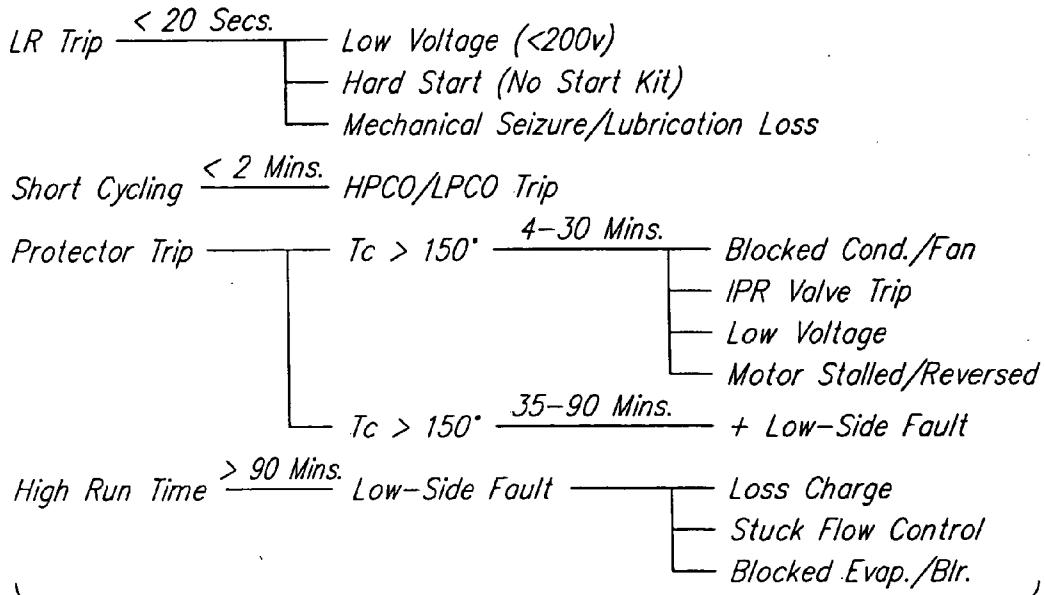 LR Trip < 20 Secs. Low Voltage (<200v)
Hard Start (No Start Kit)
Mechanical Seizure/Lubrication Loss
Short Cycling < 2 Mins. HPCO/LPCO Trip
Protector Trip Tc > 150° 4-30 Mins. Blocked Cond./Fan
IPR Valve Trip
Low Voltage
Motor Stalled/Reversed
Tc > 150° 35-90 Mins. + Low-Side Fault
High Run Time > 90 Mins. Low-Side Fault Loss Charge
Stuck Flow Control
Blocked Evap./Blr.